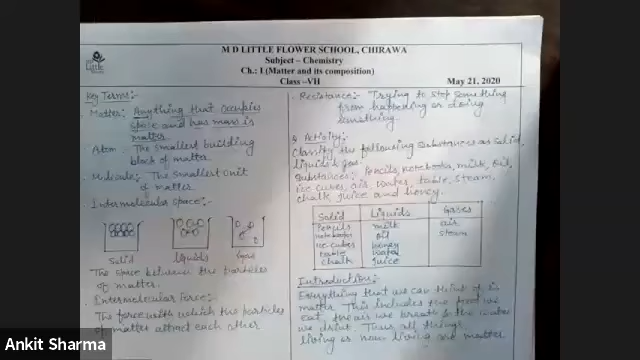 M D LITTLE FLOWER SCHOOL, CHIRAWA
Subject – Chemistry
Ch.: 1.(Matter and its composition)
Class –VII
May 21, 2020
Key Terms:-
Matter: Anything that occupies
space and has mass is
matter.
Atom: The smallest building
block of matter.
Molecule: The smallest unit
of matter.
Intermolecular space:
Solid
liquids
gas
The space between the particles
of matter.
Intermolecular force:
The force with which the particles
of matter attract each other
Resistance: Trying to stop something
from happening or doing
something.
Activity:-
Classify the following substances as solid,
liquids & gas.
Substances: Pencils, notebooks, milk, oil,
ice cubes, air, water, table, steam,
chalk, juice and honey.
Solid Liquids Gases
Pencils milk air
notebooks oil steam
ice cubes honey
table water
chalk juice
Introduction:-
Everything that we can think of is
matter. This includes the food we
eat, the air we breath & the water
we drink. Thus all things
living or non living are matter
Ankit Sharma